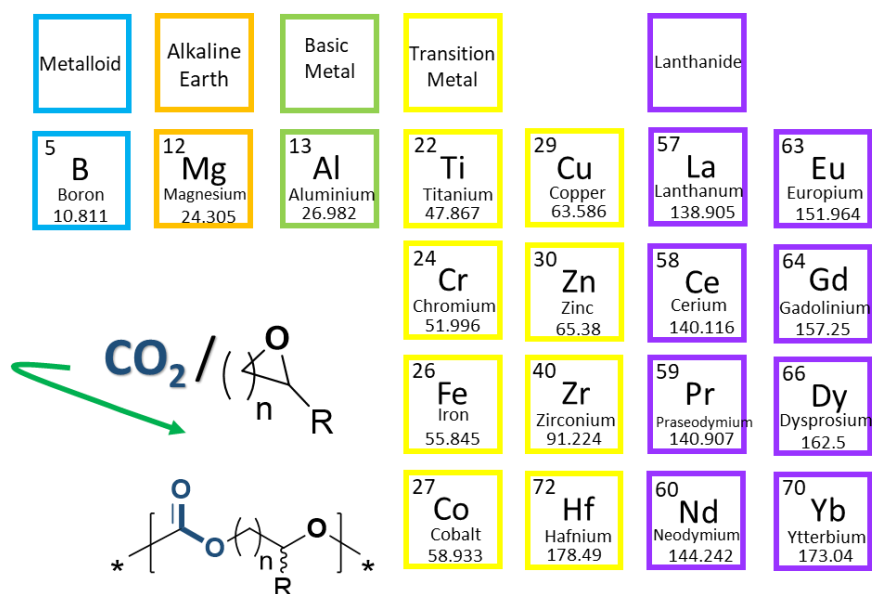 Metalloid
Alkaline
Earth
Basic
Metal
Transition
Metal
Lanthanide
5
B
Boron
10.811
12
Mg
Magnesium
24.305
13
Al
Aluminium
26.982
22
Ti
Titanium
47.867
29
Cu
Copper
63.586
57
La
Lanthanum
138.905
63
Eu
Europium
151.964
24
Cr
Chromium
51.996
30
Zn
Zinc
65.38
58
Ce
Cerium
140.116
64
Gd
Gadolinium
157.25
CO2 / ( ) n O R
26
Fe
Iron
55.845
40
Zr
Zirconium
91.224
59
Pr
Praseodymium
140.907
66
Dy
Dysprosium
162.5
27
Co
Cobalt
58.933
72
Hf
Hafnium
178.49
60
Nd
Neodymium
144.242
70
Yb
Ytterbium
173.04
* [ O O ( ) n R O ] *